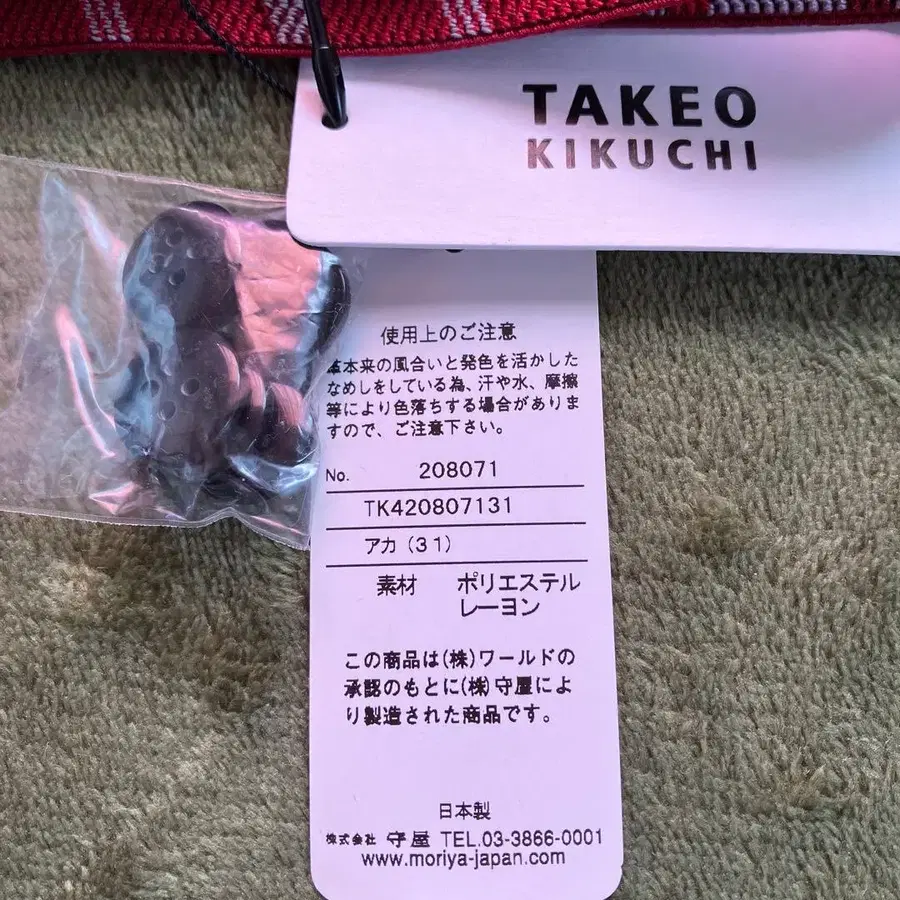 TAKEO
KIKUCHI
使用上のご注意
革本来の風合いと発色を活かした
なめしをしている為、汗や水、摩擦
等により色落ちする場合がありま
すので、ご注意下さい。
No. 208071
TK420807131
アカ（31）
素材 ポリエステル
レーヨン
この商品は(株)ワールドの
承認のもとに(株)守屋によ
り製造された商品です。
日本製
株式会社 守屋 TEL.03-3866-0001
www.moriya-japan.com